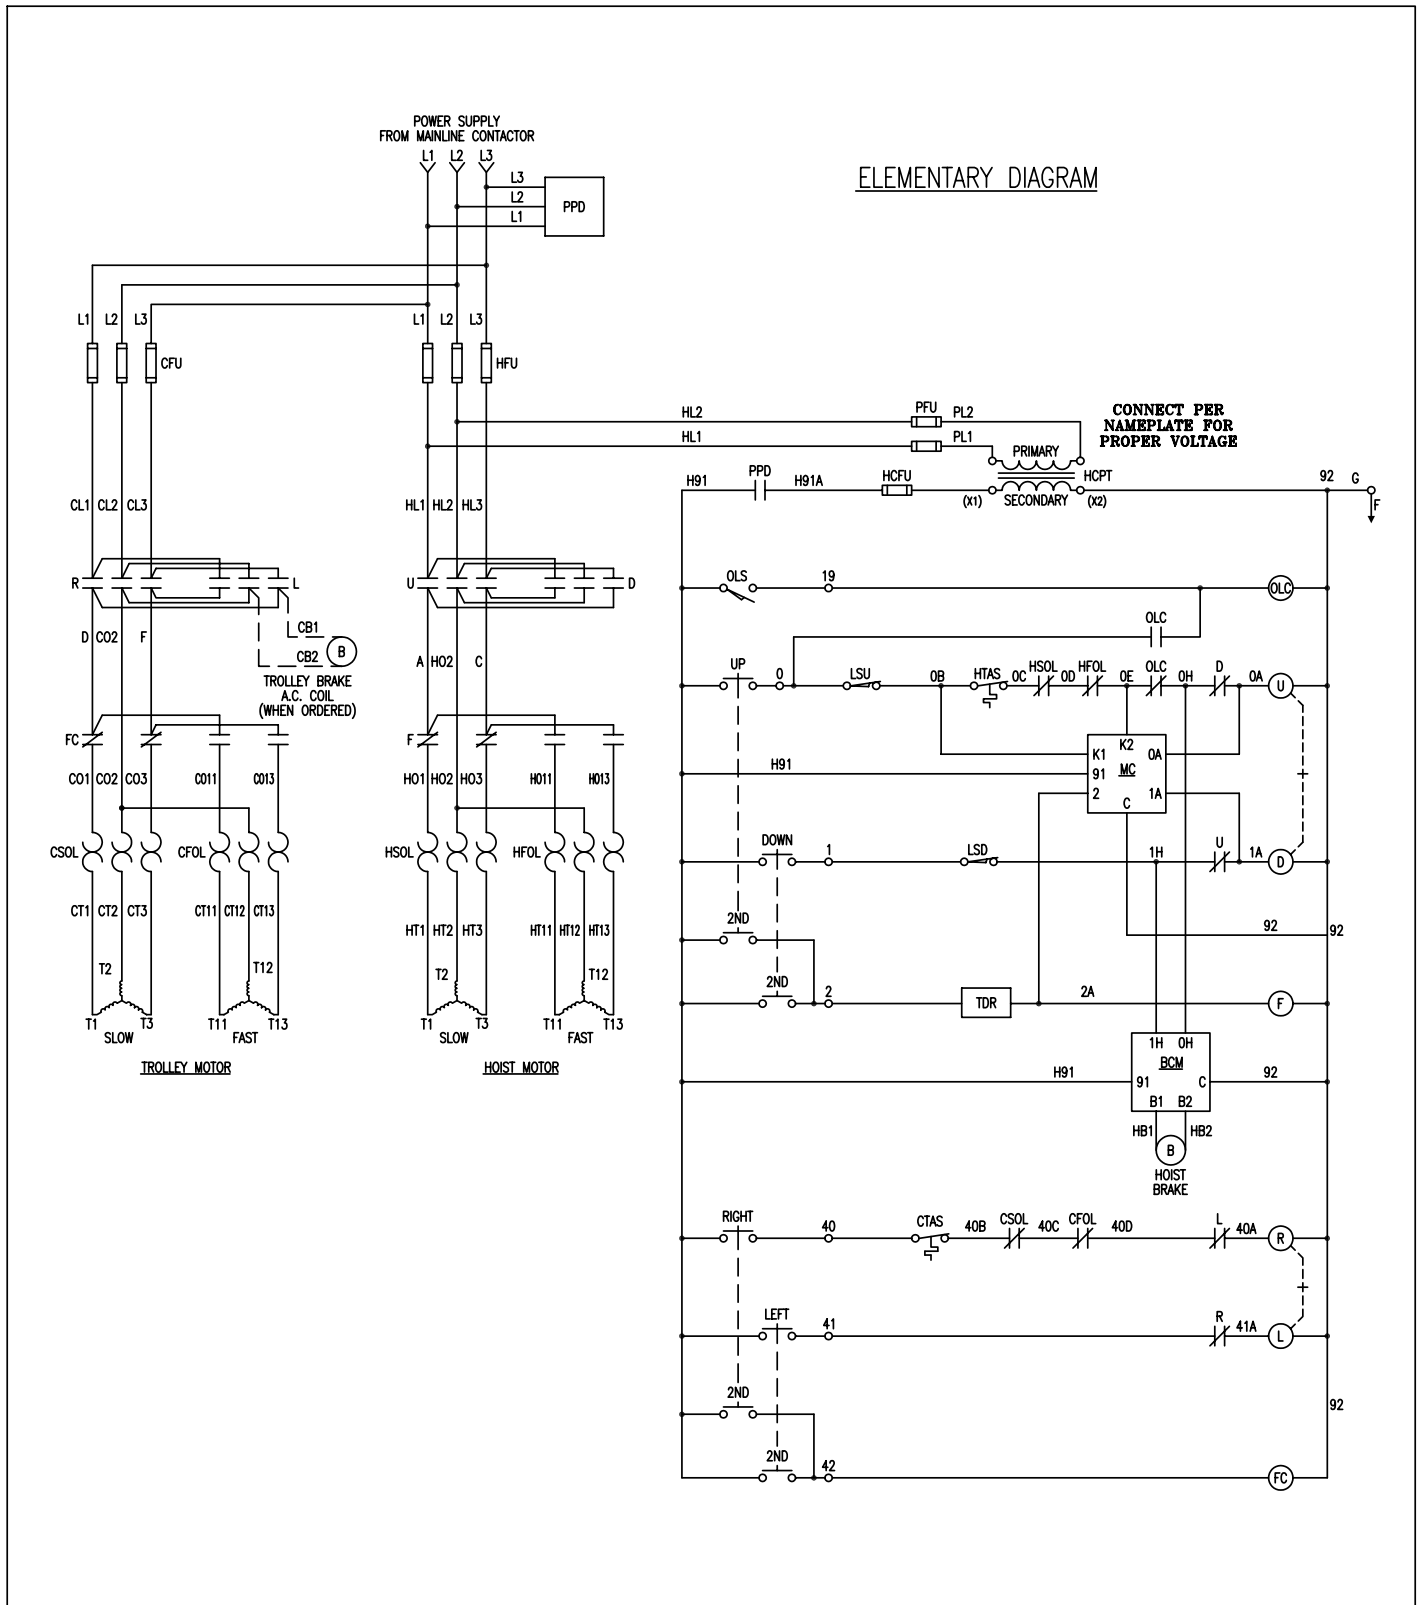 POWER SUPPLY
FROM MAINLINE CONTACTOR
L1 L2 L3
ELEMENTARY DIAGRAM
L3
L2
L1
PPD
L1 L2 L3
CFU
L1 L2 L3
HFU
HL2
PFU
PL2
HL1
PL1
CONNECT PER
NAMEPLATE FOR
PROPER VOLTAGE
PRIMARY
HCPT
SECONDARY
(X1)
(X2)
H91
PPD
H91A
HCFU
92
G
F
CL1 CL2 CL3
HL1 HL2 HL3
R
L
U
D
OLS
19
OLC
D CO2 F
CB1
CB2
B
TROLLEY BRAKE
A.C. COIL
(WHEN ORDERED)
A HO2 C
OLC
UP
0
LSU
0B
HTAS
0C
HSOL
0D
HFOL
0E
OLC
0H
D
0A
U
FC
F
K1
K2
0A
91
MC
2
C
1A
H91
CO1 CO2 CO3
CO11
CO13
HO1 HO2 HO3
HO11
HO13
CSOL
CFOL
HSOL
HFOL
DOWN
1
LSD
1H
U
1A
D
CT1 CT2 CT3
CT11 CT12 CT13
HT1 HT2 HT3
HT11 HT12 HT13
2ND
92
92
T2
T12
T2
T12
2ND
2
TDR
2A
F
T1 T3
T11 T13
T1 T3
T11 T13
SLOW
FAST
SLOW
FAST
TROLLEY MOTOR
HOIST MOTOR
1H 0H
BCM
91
C
B1 B2
H91
92
HB1
HB2
B
HOIST
BRAKE
RIGHT
40
CTAS
40B
CSOL
40C
CFOL
40D
L
40A
R
LEFT
41
R
41A
L
2ND
92
2ND
42
FC